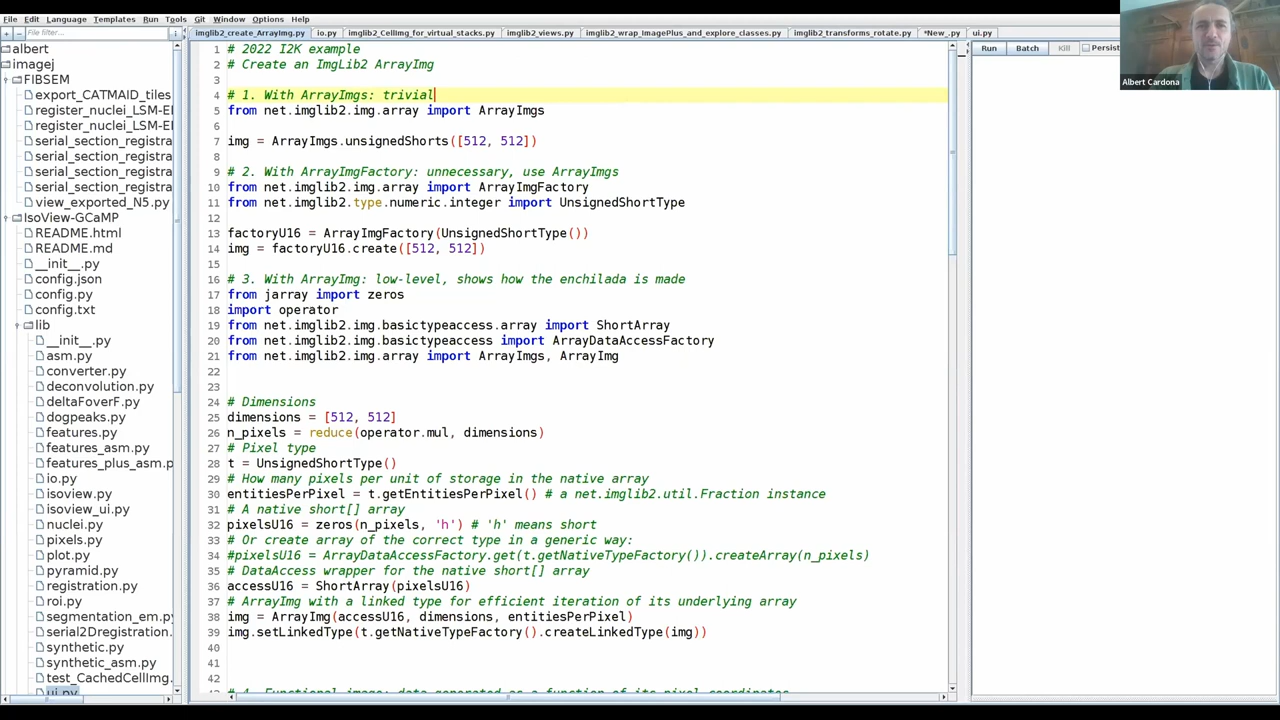 File Edit Language Templates Run Tools Git Window Options Help
+ - File filter...
imglib2_create_ArrayImg.py io.py imglib2_CellImg_for_virtual_stacks.py imglib2_views.py imglib2_wrap_ImagePlus_and_explore_classes.py imglib2_transforms_rotate.py *New_.py ui.py
albert
imagej
FIBSEM
export_CATMAID_tiles
register_nuclei_LSM-E
register_nuclei_LSM-E
serial_section_registra
serial_section_registra
serial_section_registra
serial_section_registra
view_exported_N5.py
IsoView-GCaMP
README.html
README.md
__init__.py
config.json
config.py
config.txt
lib
__init__.py
asm.py
converter.py
deconvolution.py
deltaFoverF.py
dogpeaks.py
features.py
features_asm.py
features_plus_asm.p
io.py
isoview.py
isoview_ui.py
nuclei.py
pixels.py
plot.py
pyramid.py
registration.py
roi.py
segmentation_em.py
serial2Dregistration.
synthetic.py
synthetic_asm.py
test_CachedCellImg.
ui.py
1 # 2022 I2K example
2 # Create an ImgLib2 ArrayImg
3
4 # 1. With ArrayImgs: trivial
5 from net.imglib2.img.array import ArrayImgs
6
7 img = ArrayImgs.unsignedShorts([512, 512])
8
9 # 2. With ArrayImgFactory: unnecessary, use ArrayImgs
10 from net.imglib2.img.array import ArrayImgFactory
11 from net.imglib2.type.numeric.integer import UnsignedShortType
12
13 factoryU16 = ArrayImgFactory(UnsignedShortType())
14 img = factoryU16.create([512, 512])
15
16 # 3. With ArrayImg: low-level, shows how the enchilada is made
17 from jarray import zeros
18 import operator
19 from net.imglib2.img.basictypeaccess.array import ShortArray
20 from net.imglib2.img.basictypeaccess import ArrayDataAccessFactory
21 from net.imglib2.img.array import ArrayImgs, ArrayImg
22
23
24 # Dimensions
25 dimensions = [512, 512]
26 n_pixels = reduce(operator.mul, dimensions)
27 # Pixel type
28 t = UnsignedShortType()
29 # How many pixels per unit of storage in the native array
30 entitiesPerPixel = t.getEntitiesPerPixel() # a net.imglib2.util.Fraction instance
31 # A native short[] array
32 pixelsU16 = zeros(n_pixels, 'h') # 'h' means short
33 # Or create array of the correct type in a generic way:
34 #pixelsU16 = ArrayDataAccessFactory.get(t.getNativeTypeFactory()).createArray(n_pixels)
35 # DataAccess wrapper for the native short[] array
36 accessU16 = ShortArray(pixelsU16)
37 # ArrayImg with a linked type for efficient iteration of its underlying array
38 img = ArrayImg(accessU16, dimensions, entitiesPerPixel)
39 img.setLinkedType(t.getNativeTypeFactory().createLinkedType(img))
40
41
42
43 # 4. Functional image: data generated as a function of its pixel coordinates
Run Batch Kill Persist
Albert Cardona